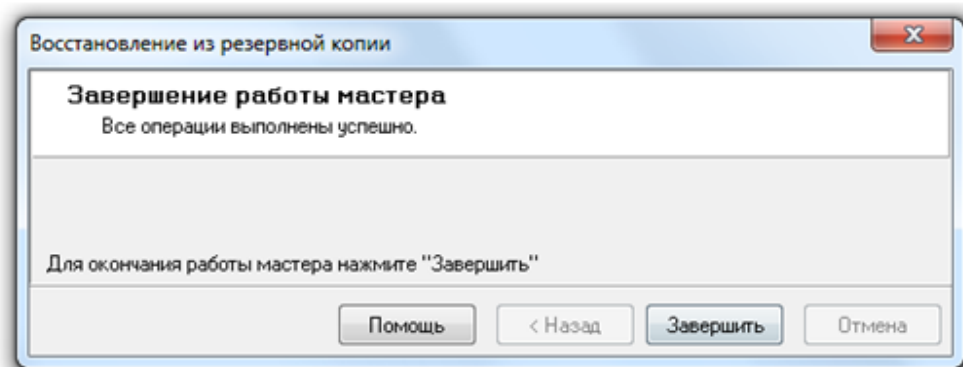 Восстановление из резервной копии
Завершение работы мастера
Все операции выполнены успешно.
Для окончания работы мастера нажмите "Завершить"
Помощь
< Назад
Завершить
Отмена